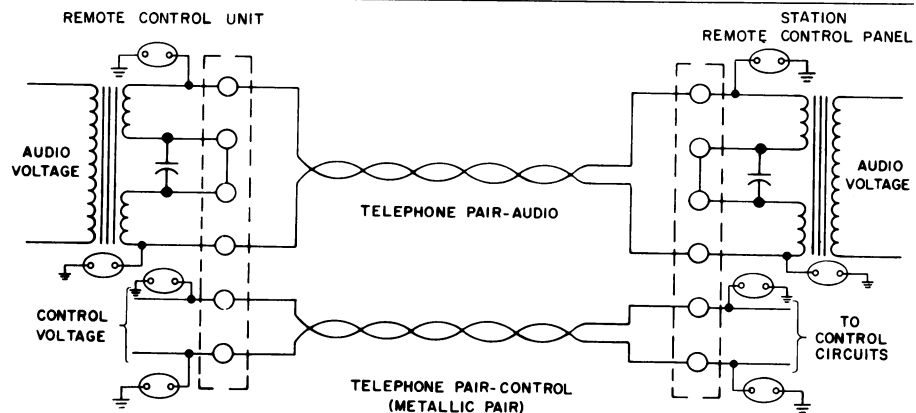 REMOTE CONTROL UNIT
STATION
REMOTE CONTROL PANEL
AUDIO
VOLTAGE
TELEPHONE PAIR-AUDIO
AUDIO
VOLTAGE
CONTROL
VOLTAGE
TO
CONTROL
CIRCUITS
TELEPHONE PAIR-CONTROL
(METALLIC PAIR)